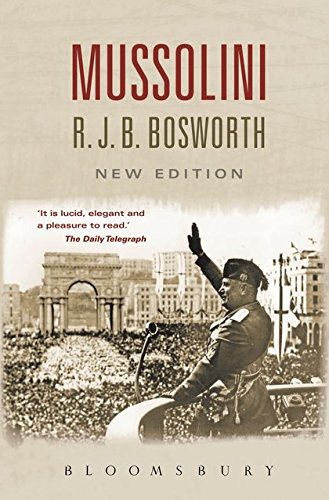 MUSSOLINI
R. J. B. BOSWORTH
NEW EDITION
‘It is lucid, elegant and
a pleasure to read.’
The Daily Telegraph
BLOOMSBURY